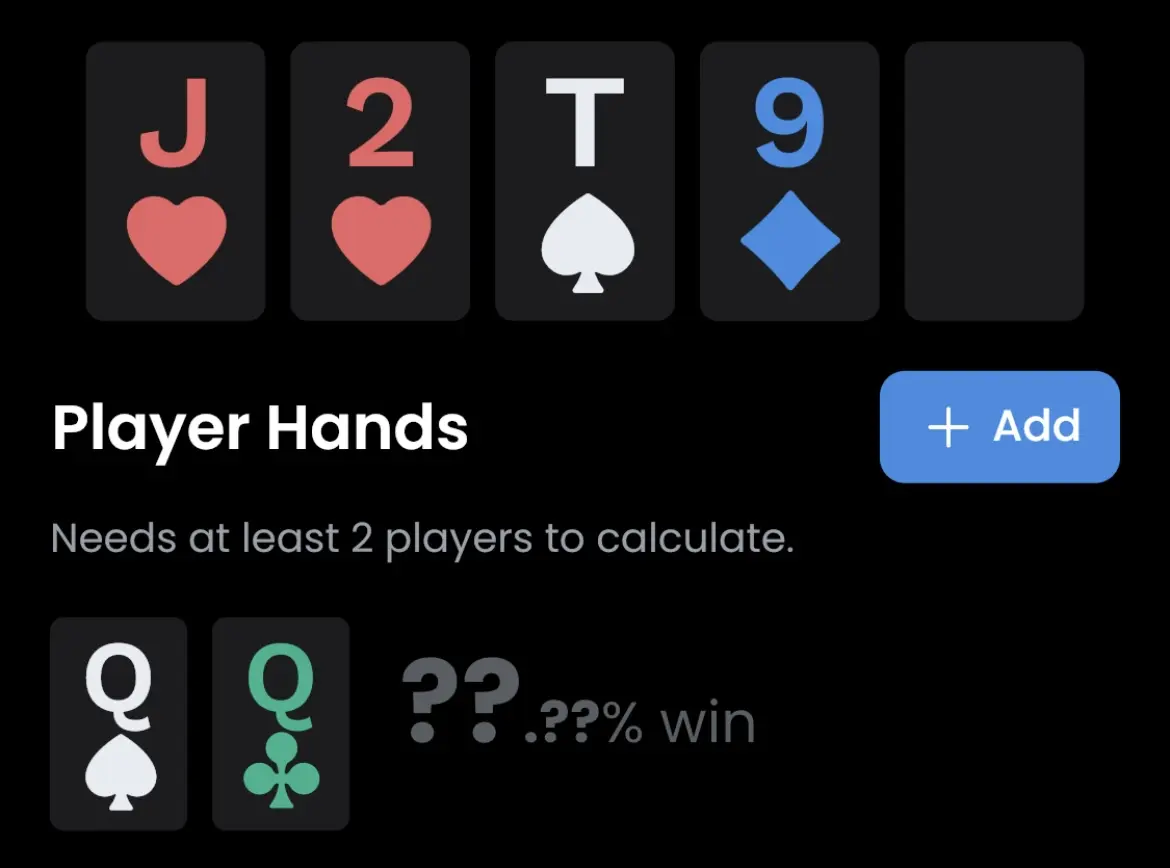 J 2 T 9
Player Hands
+ Add
Needs at least 2 players to calculate.
Q Q ??.??% win